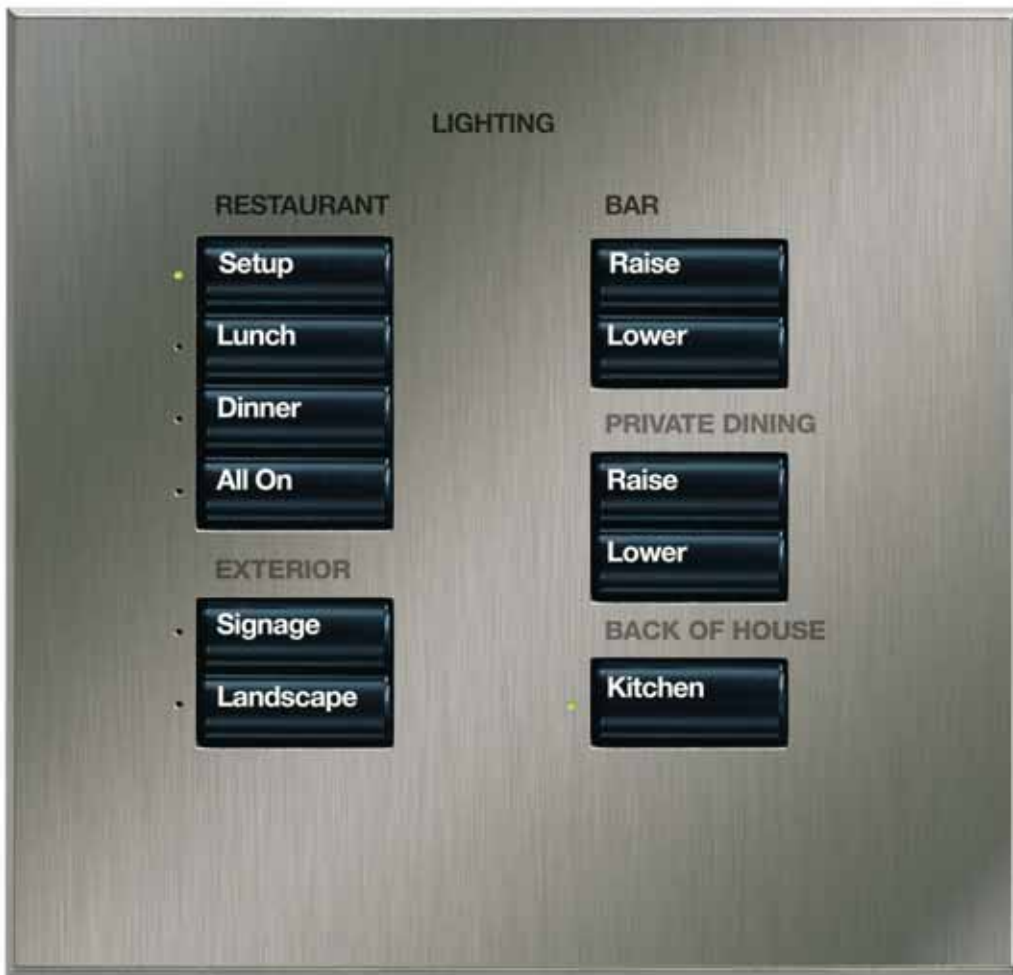 LIGHTING
RESTAURANT
Setup
Lunch
Dinner
All On
EXTERIOR
Signage
Landscape
BAR
Raise
Lower
PRIVATE DINING
Raise
Lower
BACK OF HOUSE
Kitchen